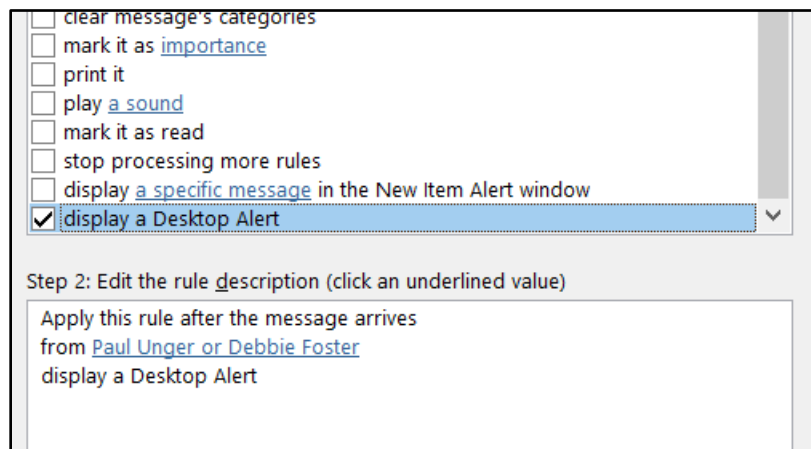 clear message's categories
mark it as importance
print it
play a sound
mark it as read
stop processing more rules
display a specific message in the New Item Alert window
display a Desktop Alert
Step 2: Edit the rule description (click an underlined value)
Apply this rule after the message arrives
from Paul Unger or Debbie Foster
display a Desktop Alert